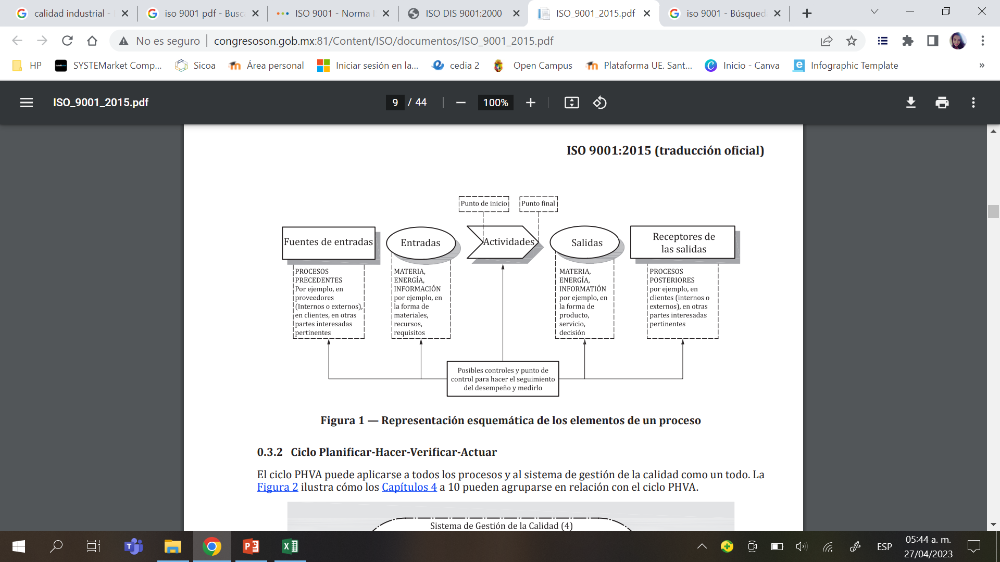 calidad industrial -
iso 9001 pdf - Busc
ISO 9001 - Norma
ISO DIS 9001:2000
ISO_9001_2015.pdf
iso 9001 - Búsqued
No es seguro
congresoson.gob.mx:81/Content/ISO/documentos/ISO_9001_2015.pdf
HP
SYSTEMarket Comp...
Sicoa
Área personal
Iniciar sesión en la...
cedia 2
Open Campus
Plataforma UE. Sant...
Inicio - Canva
Infographic Template
»
ISO_9001_2015.pdf
9 / 44
100%
ISO 9001:2015 (traducción oficial)
Punto de inicio
Punto final
Fuentes de entradas
Entradas
Actividades
Salidas
Receptores de
las salidas
PROCESOS
PRECEDENTES
Por ejemplo, en
proveedores
(Internos o externos),
en clientes, en otras
partes interesadas
pertinentes
MATERIA,
ENERGÍA,
INFORMACIÓN
por ejemplo, en
la forma de
materiales,
recursos,
requisitos
MATERIA,
ENERGÍA,
INFORMATIÓN
por ejemplo, en
la forma de
producto,
servicio,
decisión
PROCESOS
POSTERIORES
por ejemplo, en
clientes (internos o
externos), en otras
partes interesadas
pertinentes
Posibles controles y punto de
control para hacer el seguimiento
del desempeño y medirlo
Figura 1 — Representación esquemática de los elementos de un proceso
0.3.2 Ciclo Planificar-Hacer-Verificar-Actuar
El ciclo PHVA puede aplicarse a todos los procesos y al sistema de gestión de la calidad como un todo. La
Figura 2 ilustra cómo los Capítulos 4 a 10 pueden agruparse en relación con el ciclo PHVA.
Sistema de Gestión de la Calidad (4)
ESP
05:44 a. m.
27/04/2023